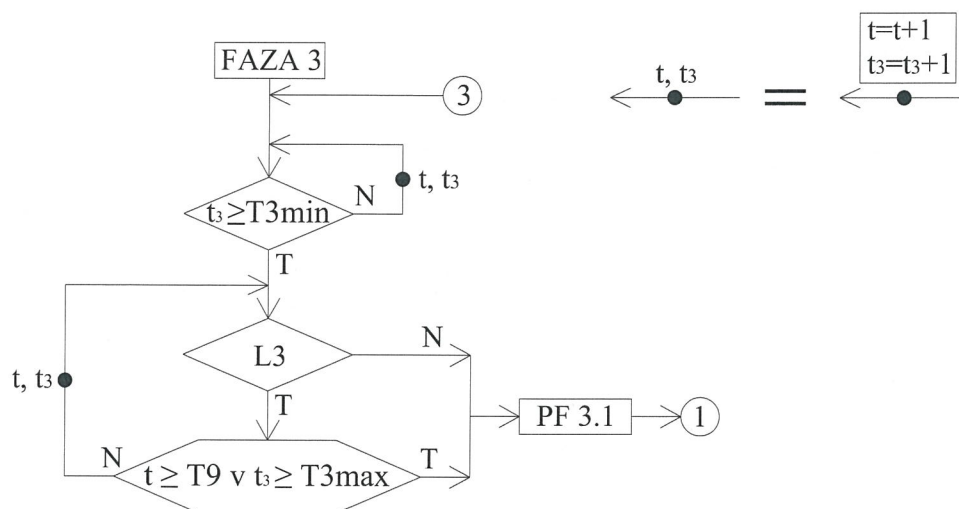 FAZA 3
3
t, t₃
t=t+1
t₃=t₃+1
t, t₃
N
t₃≥T3min
T
L3
N
t, t₃
T
PF 3.1
1
N
t ≥ T9 v t₃ ≥ T3max
T